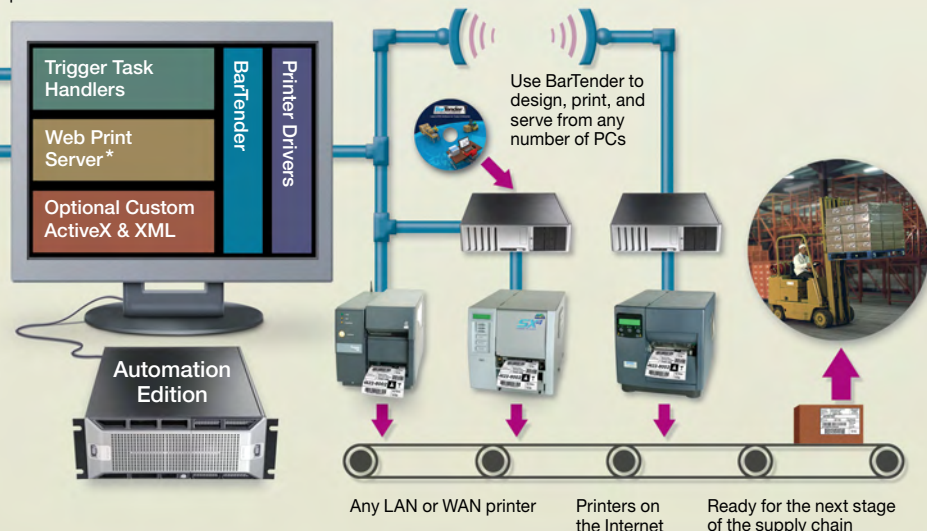 Trigger Task
Handlers
Web Print
Server*
Optional Custom
ActiveX & XML
BarTender
Printer Drivers
Use BarTender to
design, print, and
serve from any
number of PCs
BarTender
Automation
Edition
Any LAN or WAN printer
Printers on
the Internet
Ready for the next stage
of the supply chain